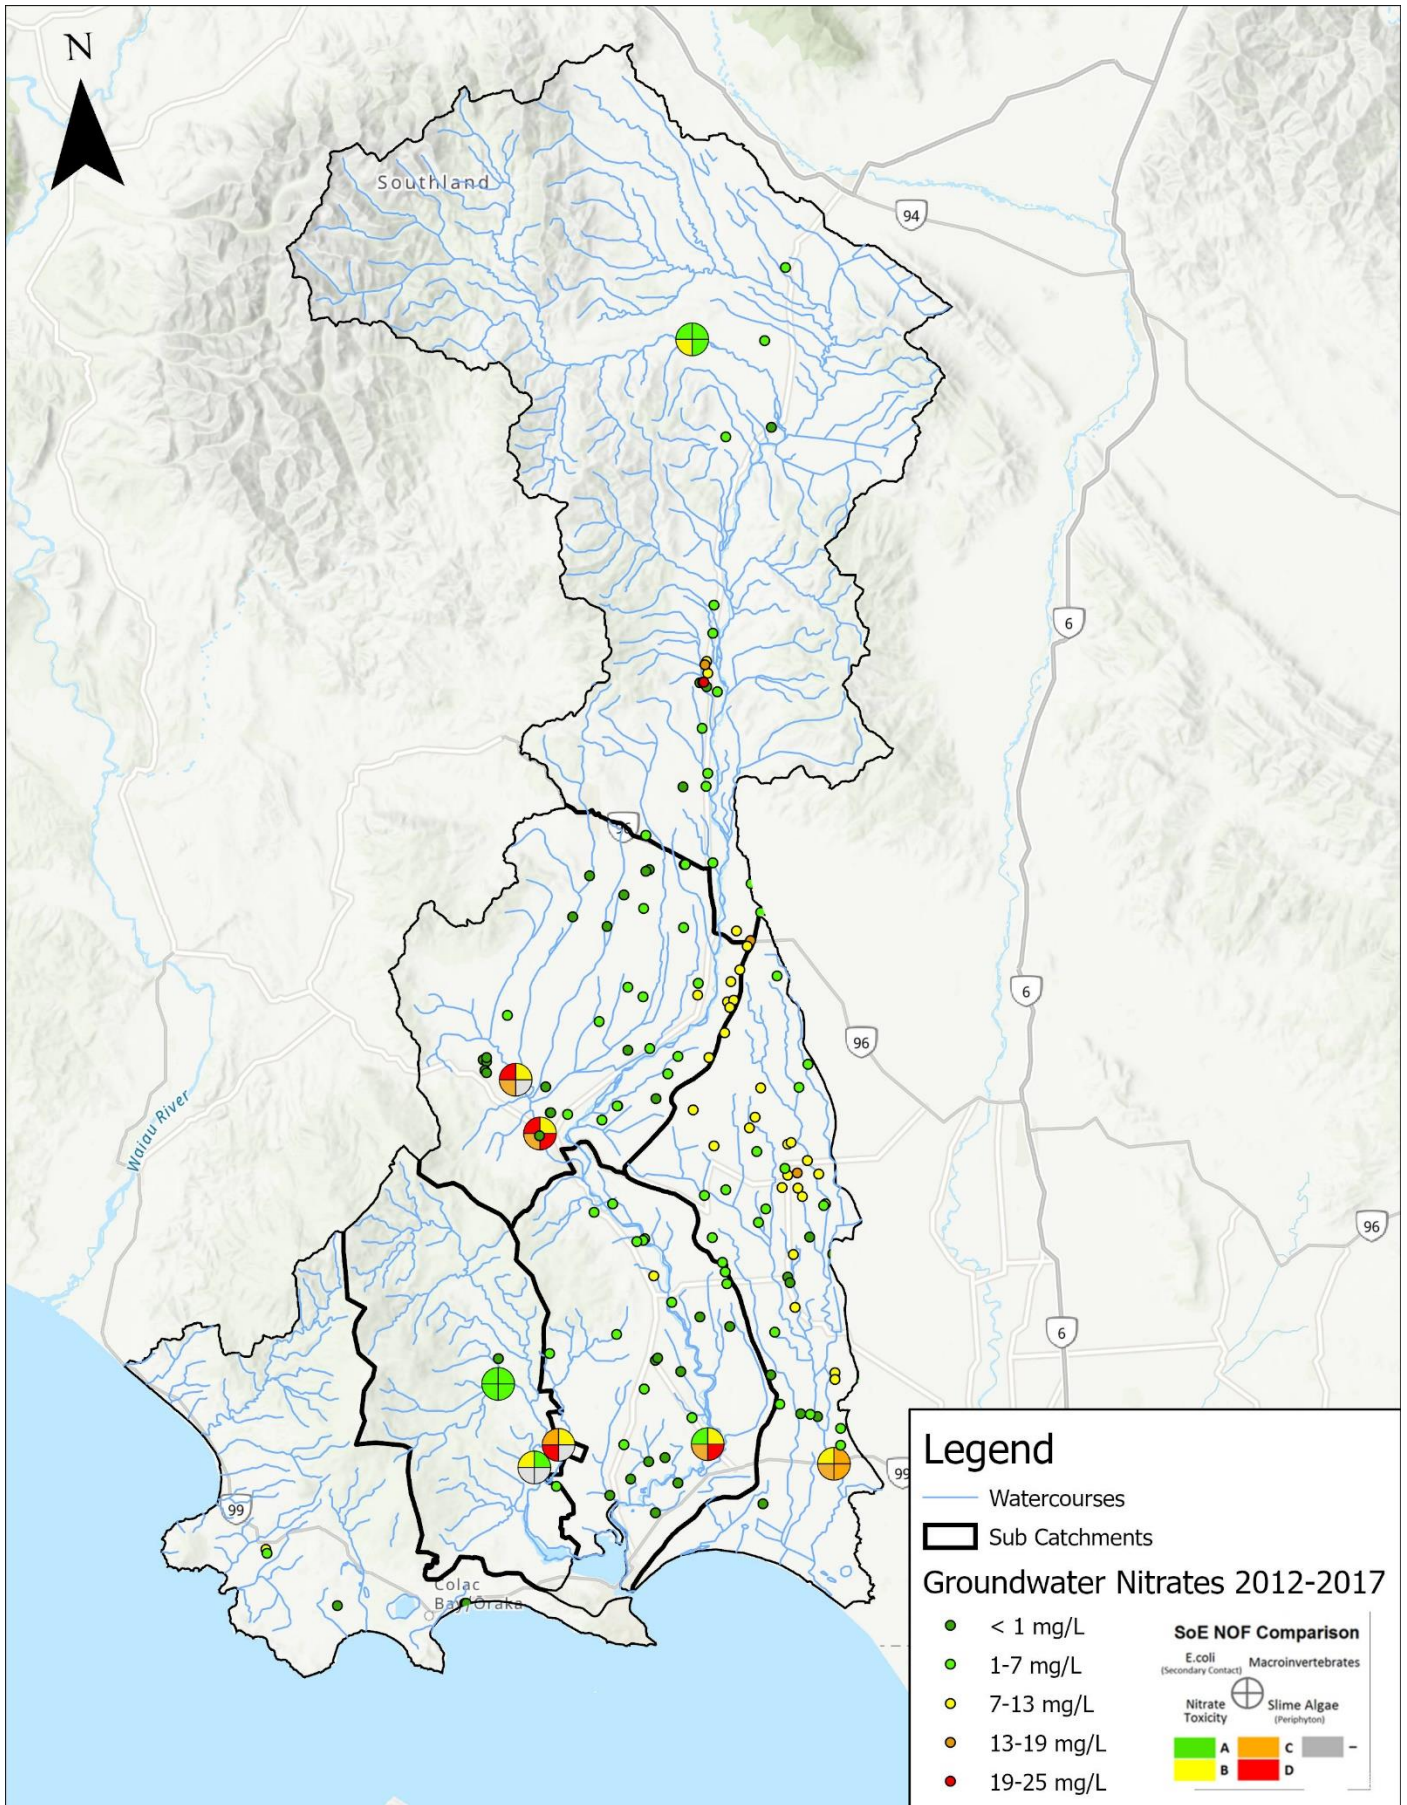 N
Southland
94
6
96
6
96
Waiau River
96
6
99
99
Colac
Bay/Ōraka
Legend
Watercourses
Sub Catchments
Groundwater Nitrates 2012-2017
< 1 mg/L
1-7 mg/L
7-13 mg/L
13-19 mg/L
19-25 mg/L
SoE NOF Comparison
E.coli
(Secondary Contact)
Macroinvertebrates
Nitrate
Toxicity
Slime Algae
(Periphyton)
A
C
–
B
D